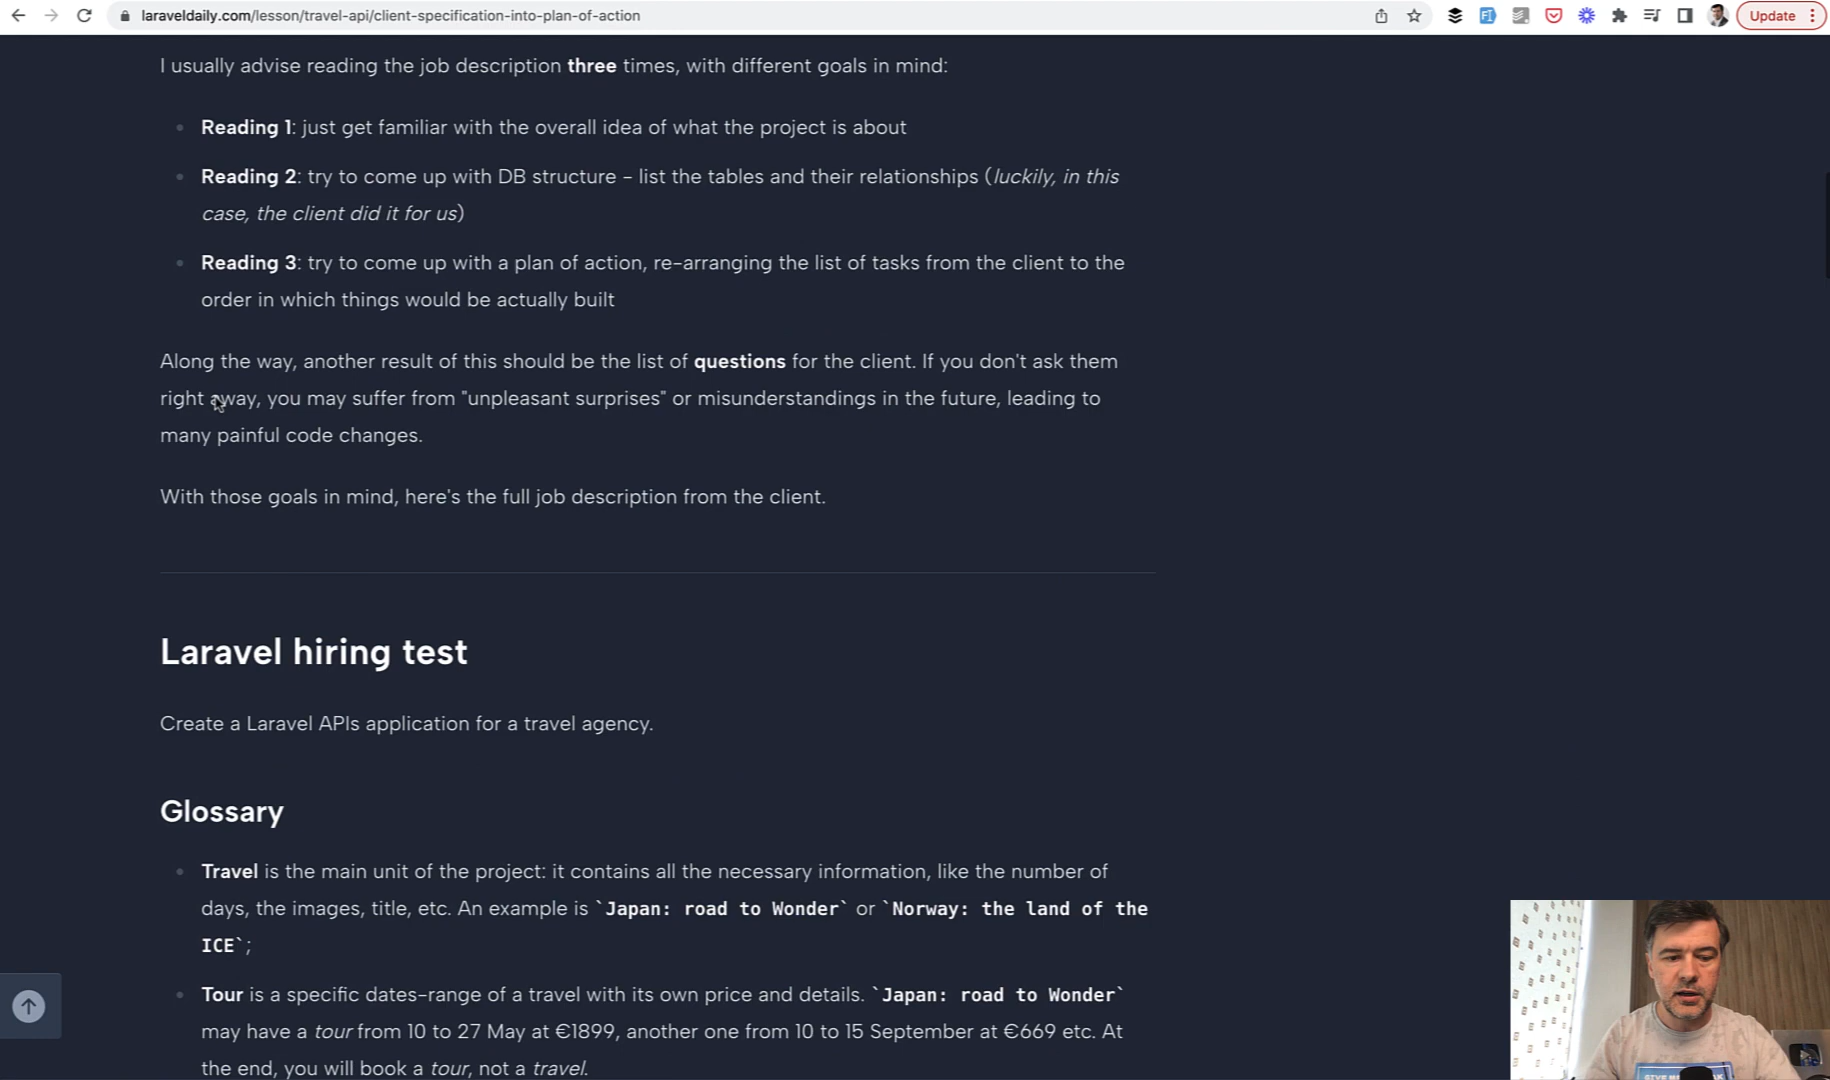 laraveldaily.com/lesson/travel-api/client-specification-into-plan-of-action
Update
I usually advise reading the job description three times, with different goals in mind:
Reading 1: just get familiar with the overall idea of what the project is about
Reading 2: try to come up with DB structure - list the tables and their relationships (luckily, in this
case, the client did it for us)
Reading 3: try to come up with a plan of action, re-arranging the list of tasks from the client to the
order in which things would be actually built
Along the way, another result of this should be the list of questions for the client. If you don't ask them
right away, you may suffer from "unpleasant surprises" or misunderstandings in the future, leading to
many painful code changes.
With those goals in mind, here's the full job description from the client.
Laravel hiring test
Create a Laravel APIs application for a travel agency.
Glossary
Travel is the main unit of the project: it contains all the necessary information, like the number of
days, the images, title, etc. An example is `Japan: road to Wonder` or `Norway: the land of the
ICE`;
Tour is a specific dates-range of a travel with its own price and details. `Japan: road to Wonder`
may have a tour from 10 to 27 May at €1899, another one from 10 to 15 September at €669 etc. At
the end, you will book a tour, not a travel.